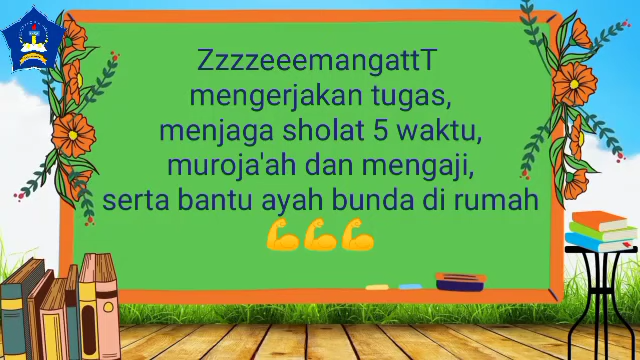 ZzzzeeemangattT
mengerjakan tugas,
menjaga sholat 5 waktu,
muroja'ah dan mengaji,
serta bantu ayah bunda di rumah
💪💪💪